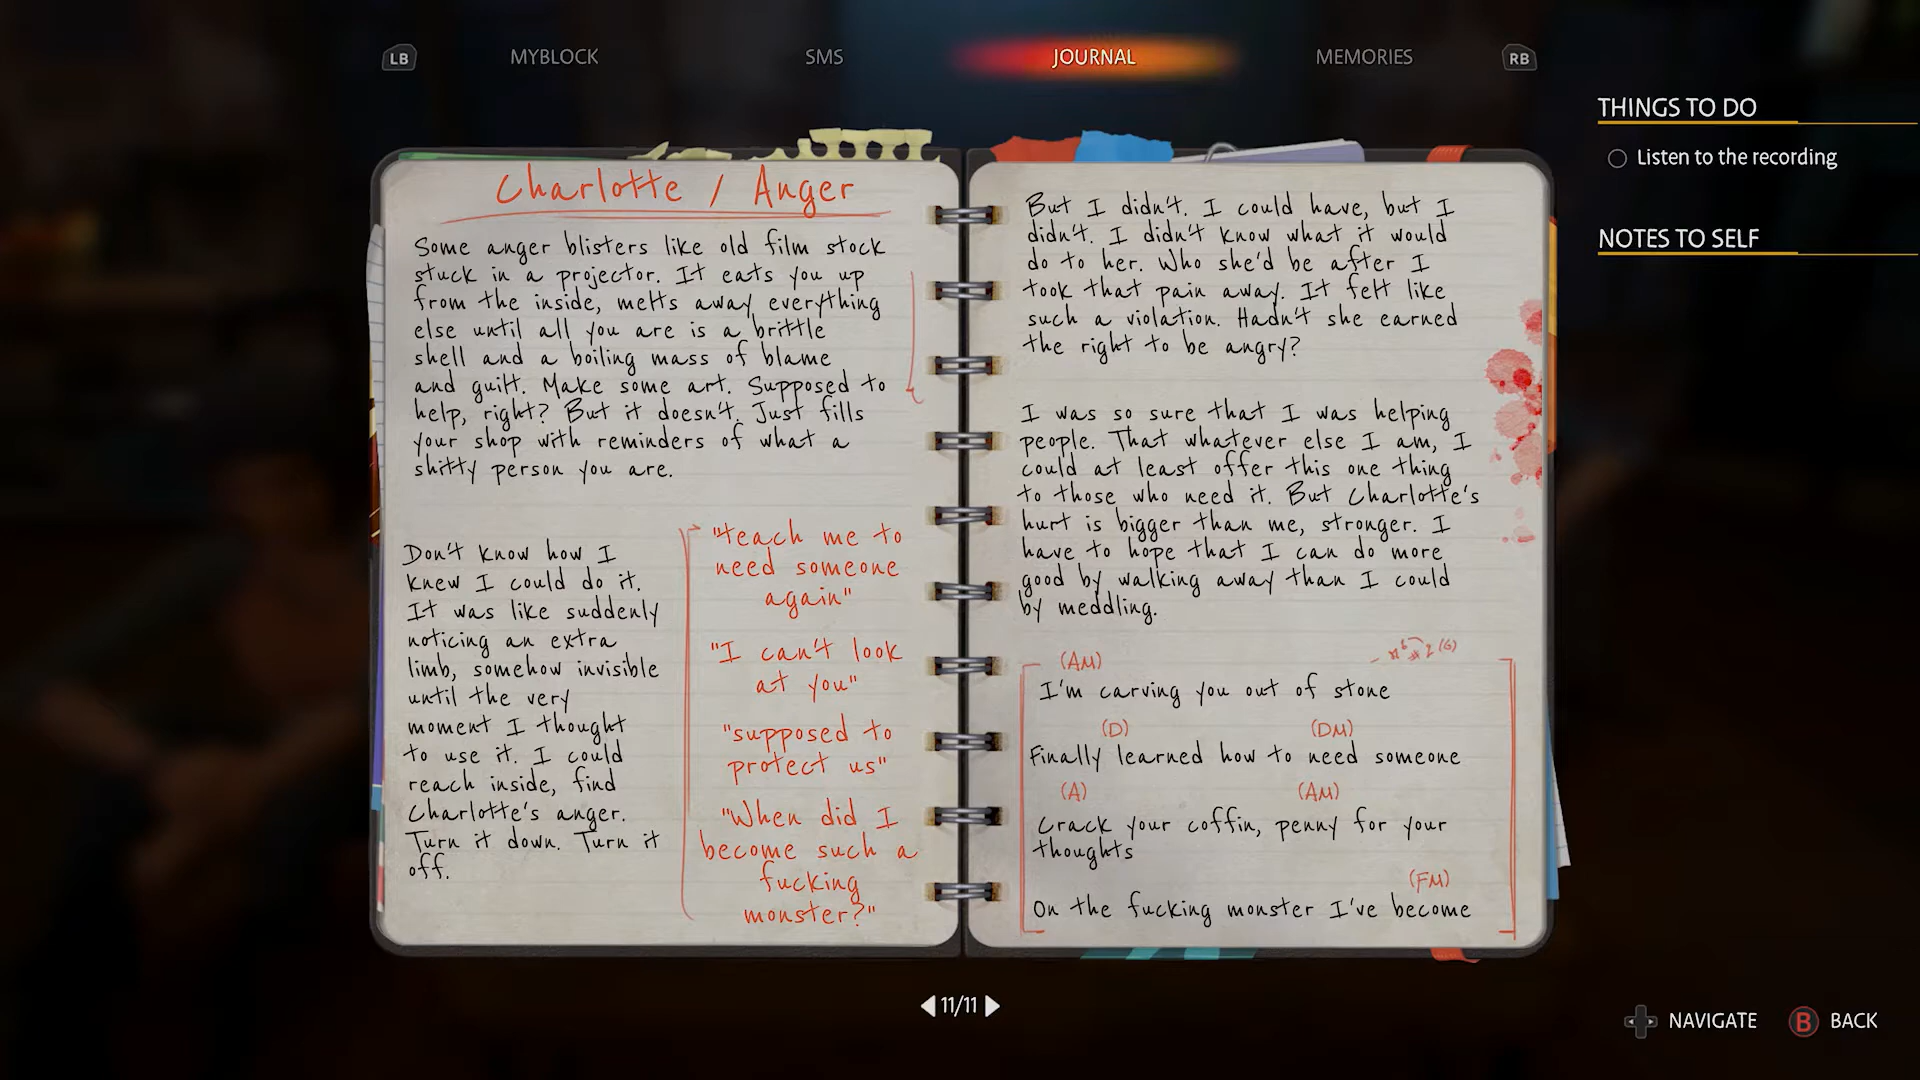 LB
MYBLOCK
SMS
JOURNAL
MEMORIES
RB
THINGS TO DO
Listen to the recording
NOTES TO SELF
Charlotte / Anger
Some anger blisters like old film stock
stuck in a projector. It eats you up
from the inside, melts away everything
else until all you are is a brittle
shell and a boiling mass of blame
and guilt. Make some art. Supposed to
help, right? But it doesn't. Just fills
your shop with reminders of what a
shitty person you are.
Don't know how I
knew I could do it.
It was like suddenly
noticing an extra
limb, somehow invisible
until the very
moment I thought
to use it. I could
reach inside, find
Charlotte's anger.
Turn it down. Turn it
off.
"teach me to
need someone
again"
"I can't look
at you"
"supposed to
protect us"
"When did I
become such a
fucking
monster?"
But I didn't. I could have, but I
didn't. I didn't know what it would
do to her. Who she'd be after I
took that pain away. It felt like
such a violation. Hadn't she earned
the right to be angry?
I was so sure that I was helping
people. That whatever else I am, I
could at least offer this one thing
to those who need it. But Charlotte's
hurt is bigger than me, stronger. I
have to hope that I can do more
good by walking away than I could
by meddling.
(AM)
I'm carving you out of stone
(D) (DM)
Finally learned how to need someone
(A) (AM)
Crack your coffin, penny for your
thoughts
(FM)
On the fucking monster I've become
11/11
NAVIGATE
B BACK